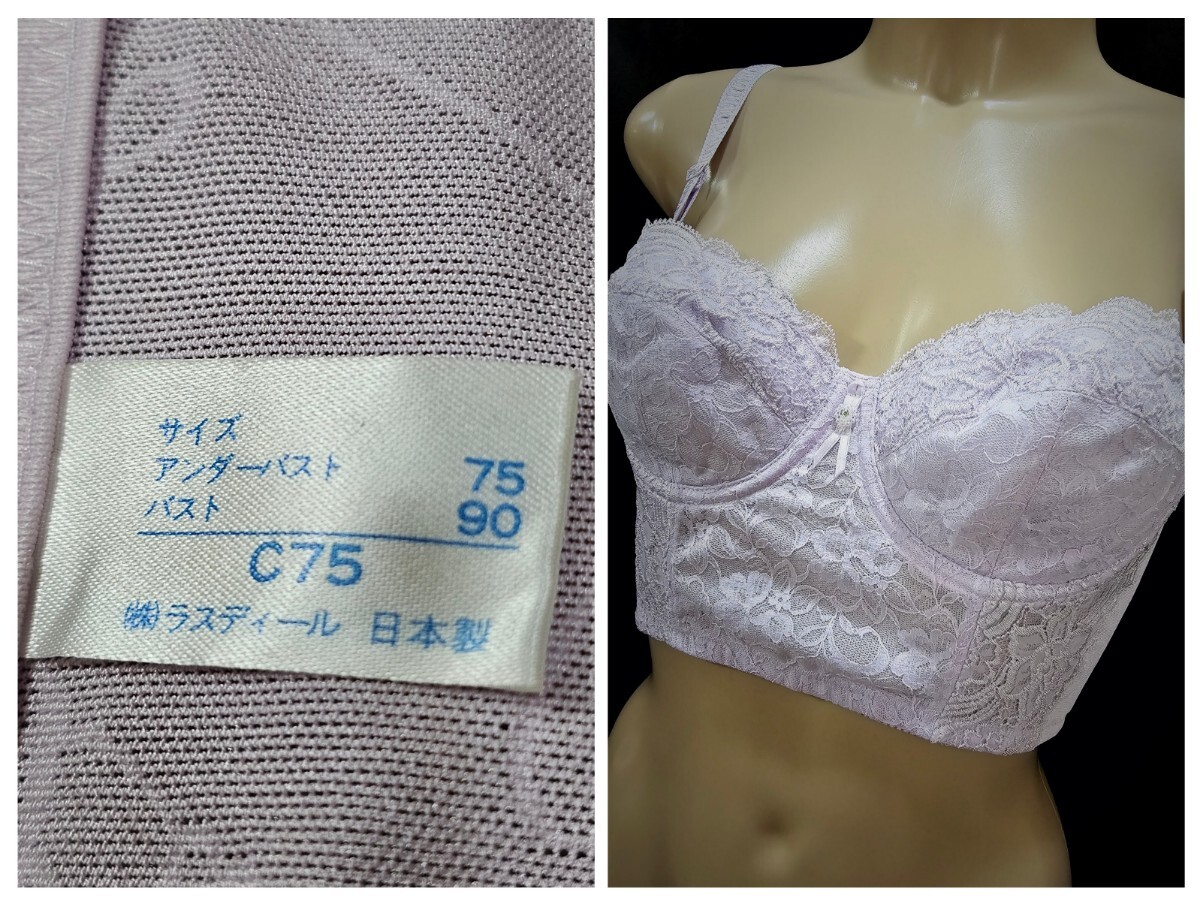 サイズ
アンダーバスト 75
バスト 90
C75
㈱ラスディール 日本製